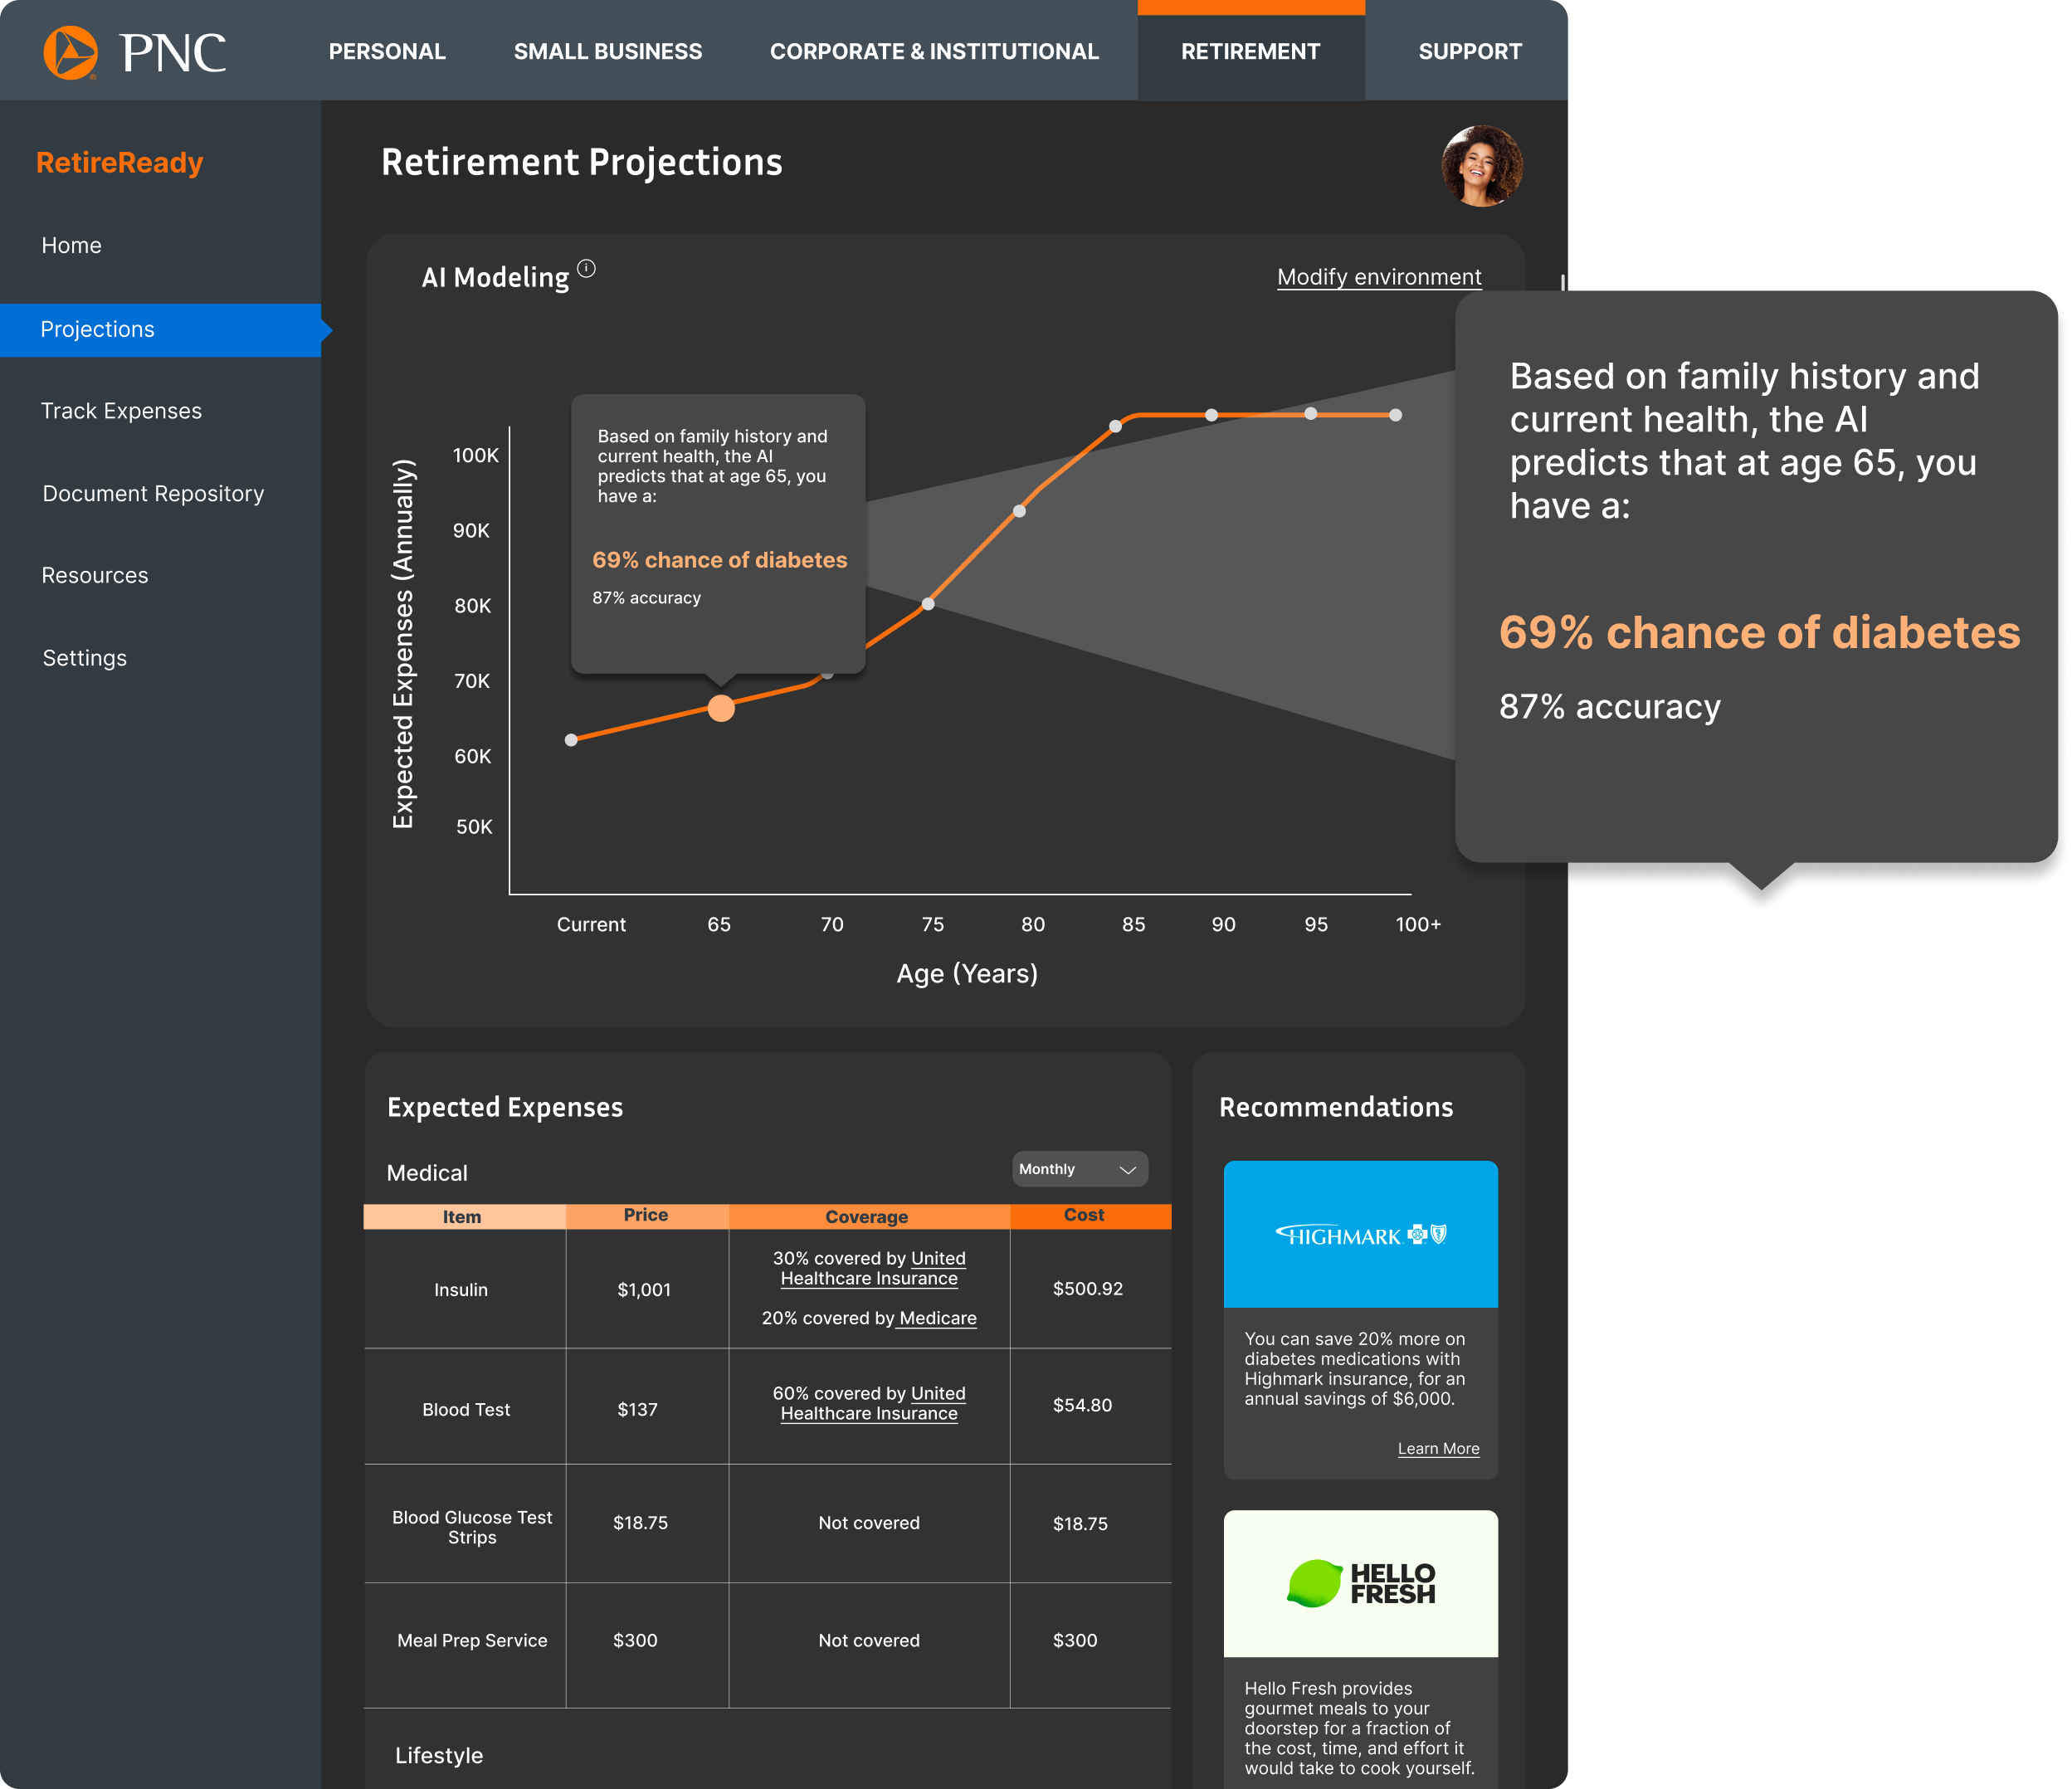 PNC
PERSONAL
SMALL BUSINESS
CORPORATE & INSTITUTIONAL
RETIREMENT
SUPPORT
RetireReady
Home
Projections
Track Expenses
Document Repository
Resources
Settings
Retirement Projections
AI Modeling
Modify environment
Expected Expenses (Annually)
100K
90K
80K
70K
60K
50K
Based on family history and
current health, the AI
predicts that at age 65, you
have a:
69% chance of diabetes
87% accuracy
Current
65
70
75
80
85
90
95
100+
Age (Years)
Based on family history and
current health, the AI
predicts that at age 65, you
have a:
69% chance of diabetes
87% accuracy
Expected Expenses
Medical
Monthly
Item
Price
Coverage
Cost
Insulin
$1,001
30% covered by United
Healthcare Insurance
20% covered by Medicare
$500.92
Blood Test
$137
60% covered by United
Healthcare Insurance
$54.80
Blood Glucose Test
Strips
$18.75
Not covered
$18.75
Meal Prep Service
$300
Not covered
$300
Lifestyle
Recommendations
HIGHMARK
You can save 20% more on
diabetes medications with
Highmark insurance, for an
annual savings of $6,000.
Learn More
HELLO
FRESH
Hello Fresh provides
gourmet meals to your
doorstep for a fraction of
the cost, time, and effort it
would take to cook yourself.